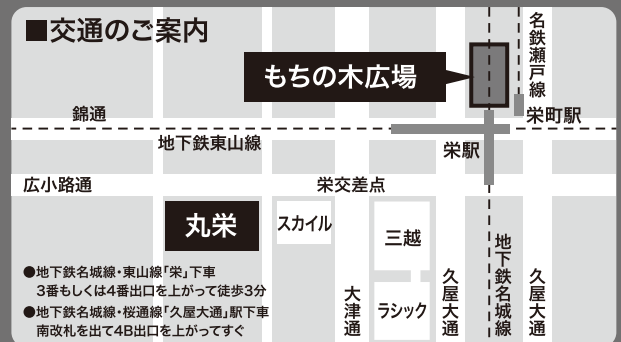 ■交通のご案内
名鉄瀬戸線
もちの木広場
錦通
栄町駅
地下鉄東山線
栄駅
広小路通
栄交差点
丸栄
スカイル
三越
地下鉄名城線
●地下鉄名城線・東山線「栄」下車
3番もしくは4番出口を上がって徒歩3分
大津通
ラシック
久屋大通
久屋大通
●地下鉄名城線・桜通線「久屋大通」駅下車
南改札を出て4B出口を上がってすぐ